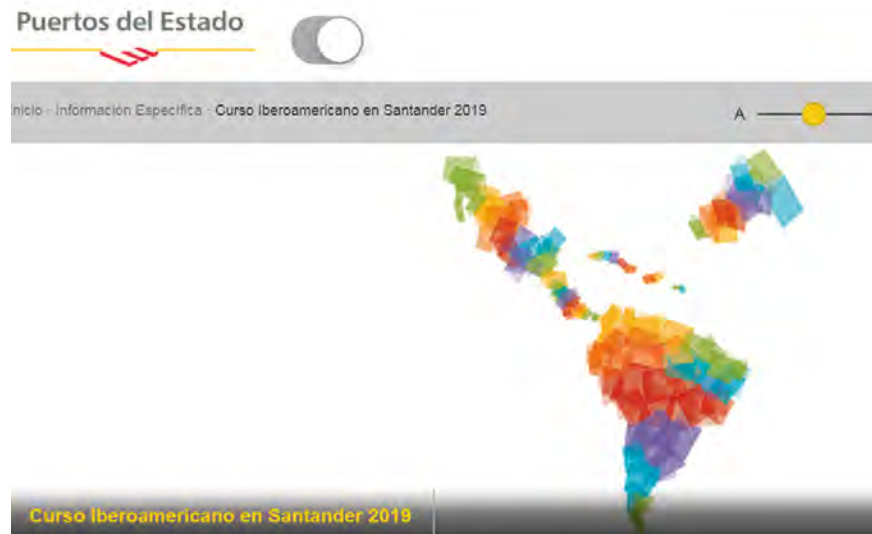 Puertos del Estado
Inicio - Información Específica - Curso Iberoamericano en Santander 2019
A
Curso Iberoamericano en Santander 2019